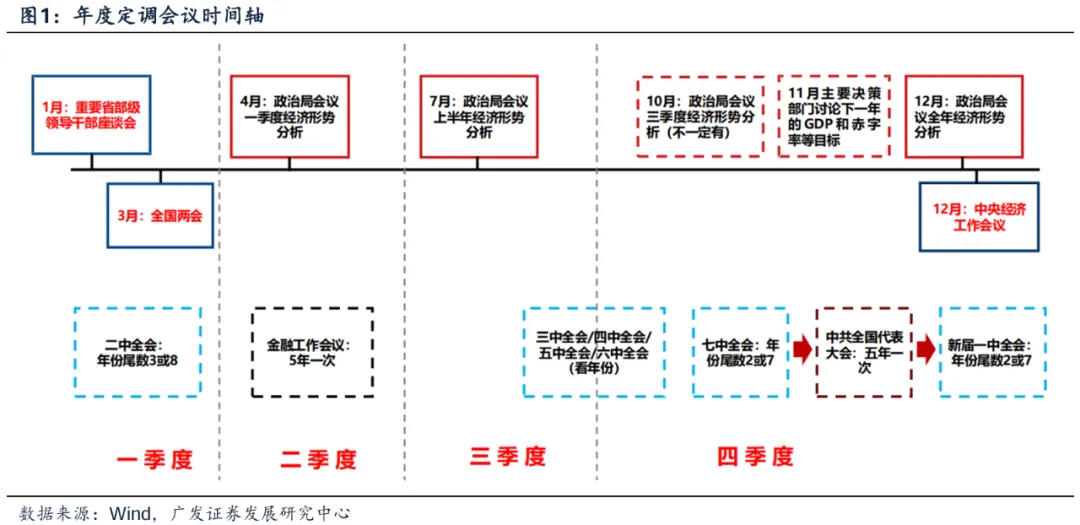 图1：年度定调会议时间轴
1月：重要省部级
领导干部座谈会
4月：政治局会议
一季度经济形势
分析
7月：政治局会议
上半年经济形势
分析
10月：政治局会议
三季度经济形势分
析（不一定有）
11月主要决策
部门讨论下一年
的GDP和赤字
率等目标
12月：政治局会
议全年经济形势
分析
3月：全国两会
12月：中央经济
工作会议
二中全会：
年份尾数3或8
金融工作会议：
5年一次
三中全会/四中全会/
五中全会/六中全会
（看年份）
七中全会：年
份尾数2或7
中共全国代表
大会：五年一
次
新届一中全会：
年份尾数2或7
一季度
二季度
三季度
四季度
数据来源：Wind，广发证券发展研究中心